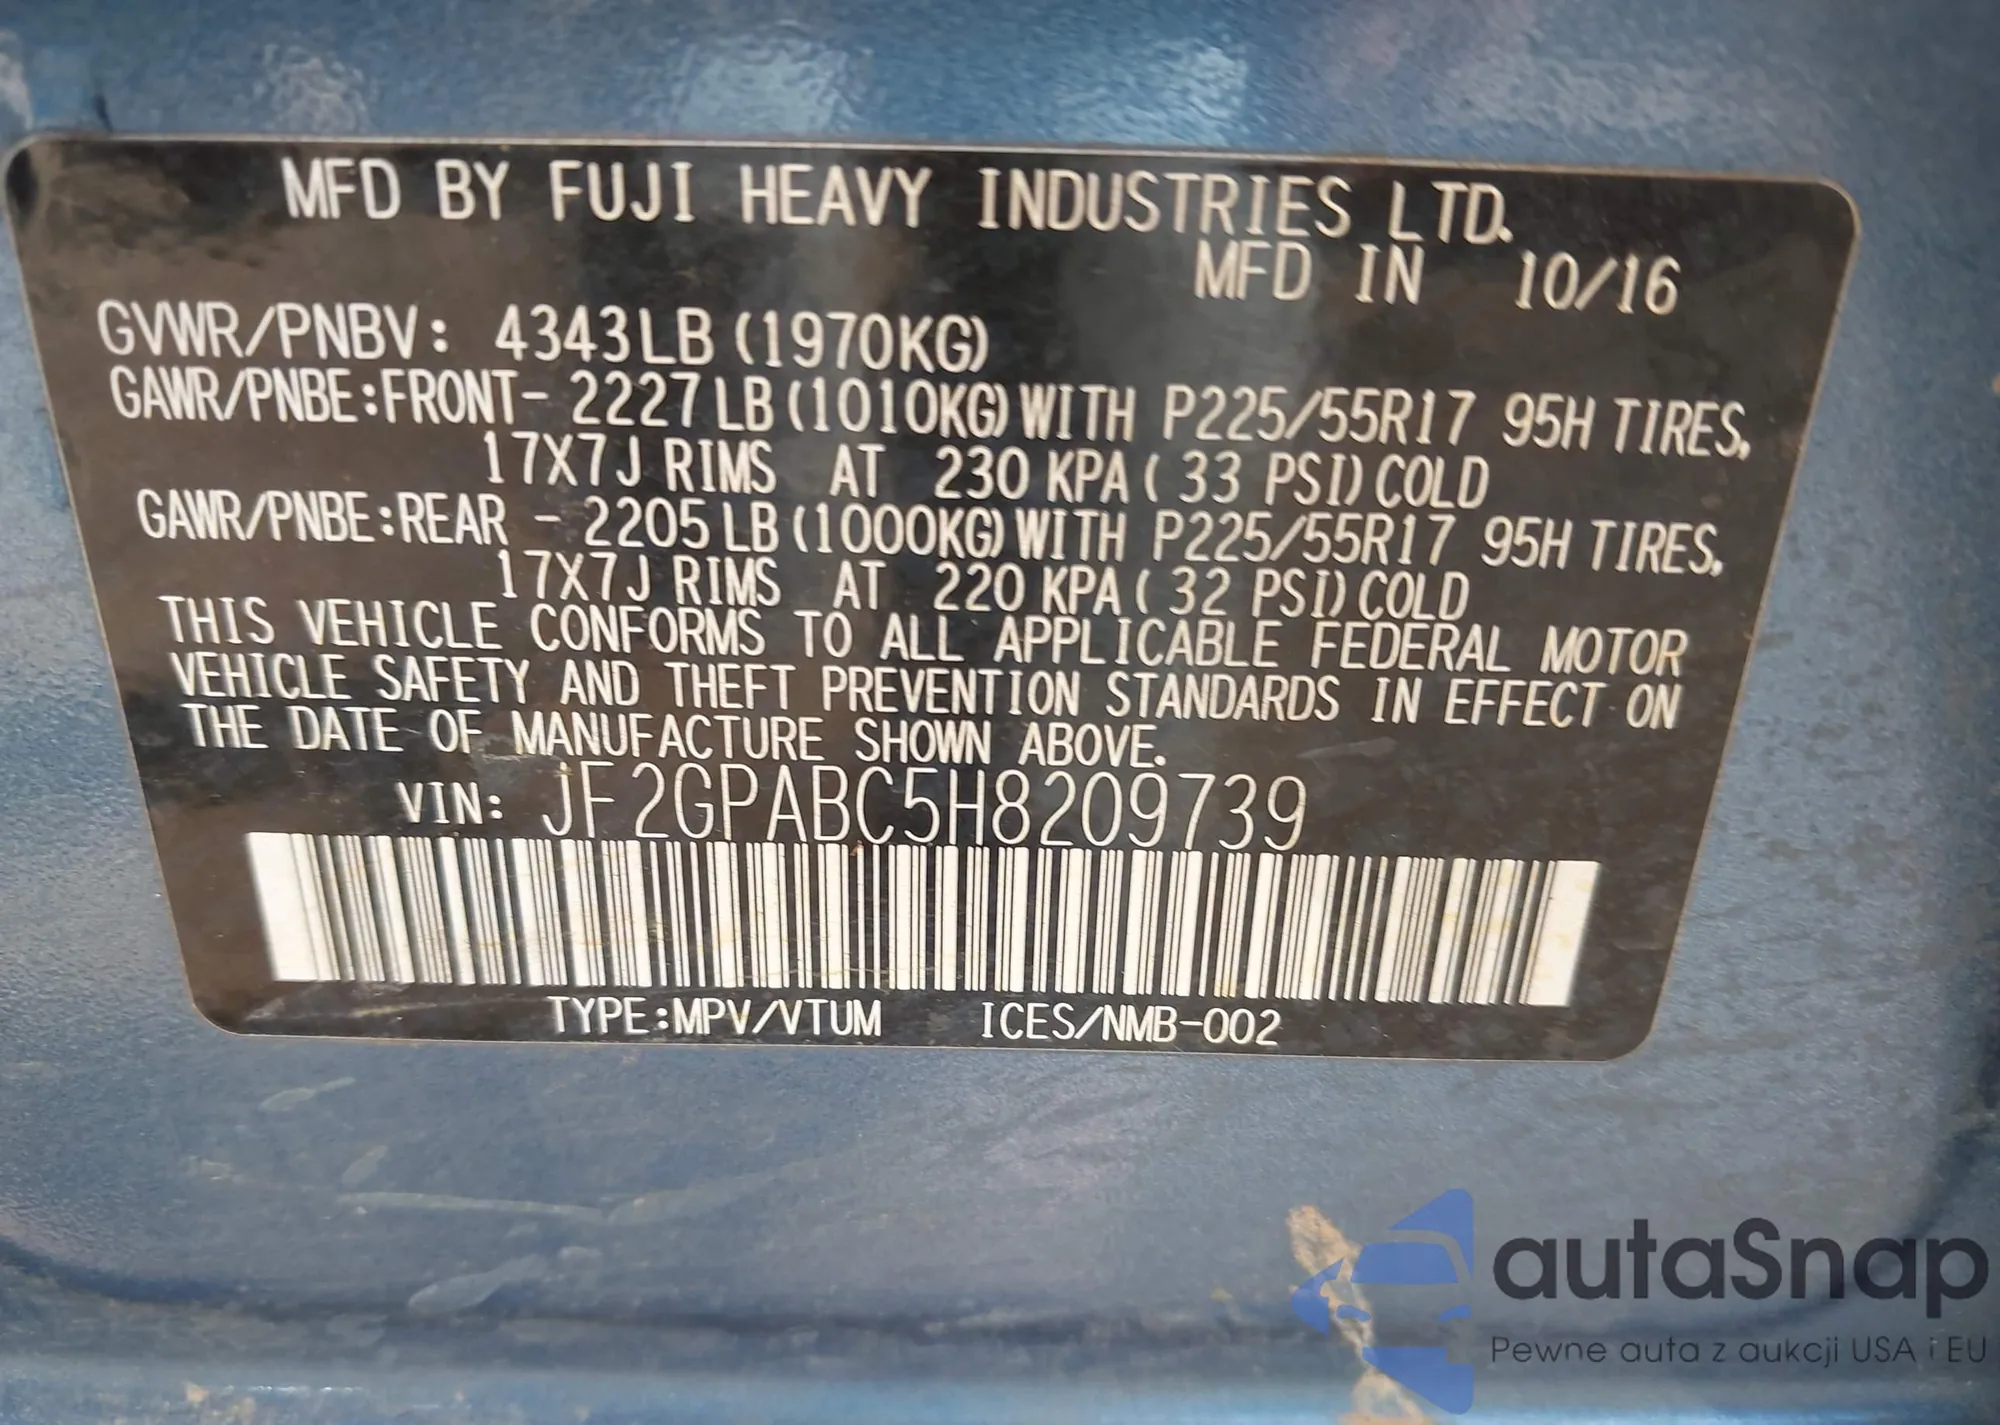 MFD BY FUJI HEAVY INDUSTRIES LTD.
MFD IN 10/16
GVWR/PNBV: 4343LB (1970KG)
GAWR/PNBE:FRONT- 2227LB (1010KG) WITH P225/55R17 95H TIRES,
17X7J RIMS AT 230 KPA ( 33 PSI) COLD
GAWR/PNBE:REAR - 2205LB (1000KG) WITH P225/55R17 95H TIRES,
17X7J RIMS AT 220 KPA ( 32 PSI) COLD
THIS VEHICLE CONFORMS TO ALL APPLICABLE FEDERAL MOTOR
VEHICLE SAFETY AND THEFT PREVENTION STANDARDS IN EFFECT ON
THE DATE OF MANUFACTURE SHOWN ABOVE.
VIN: JF2GPABC5H8209739
TYPE:MPV/VTUM ICES/NMB-002
autaSnap
Pewne auta z aukcji USA i EU